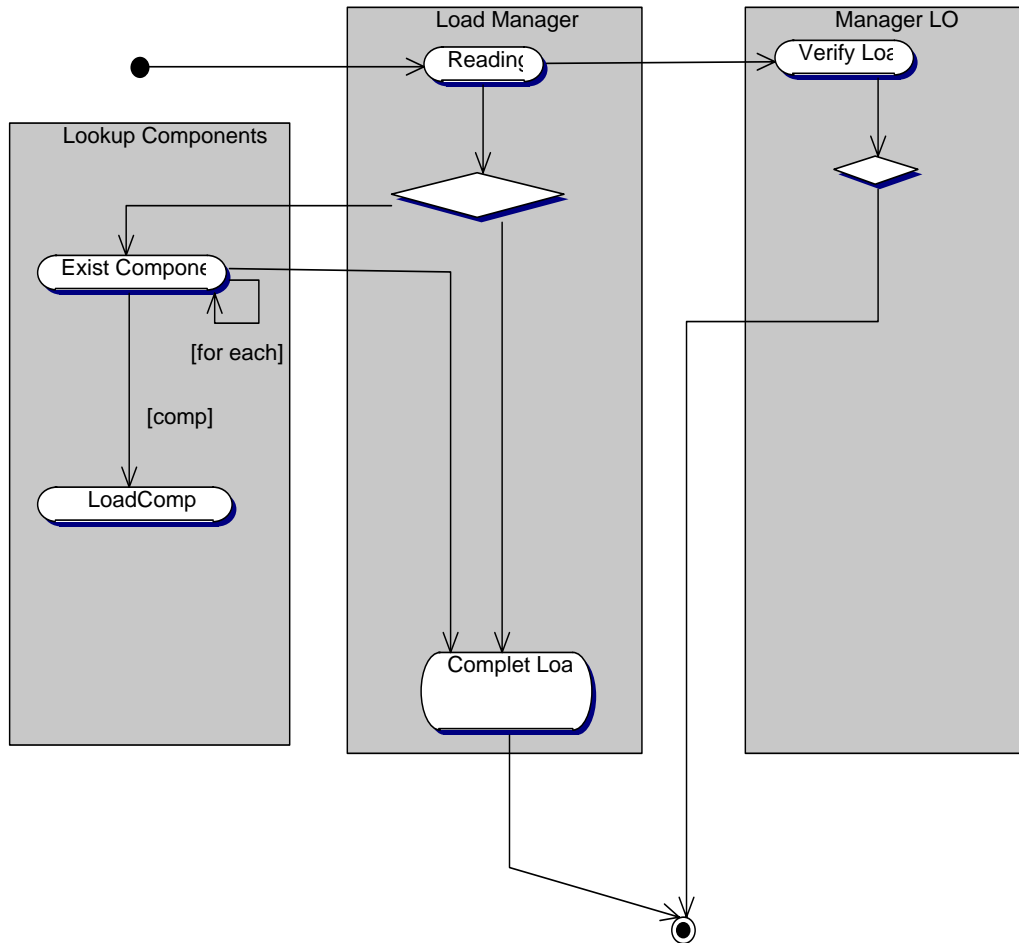 Load Manager
Manager LO
Reading
Verify Loa
Lookup Components
Exist Compone
[for each]
[comp]
LoadComp
Complet Loa